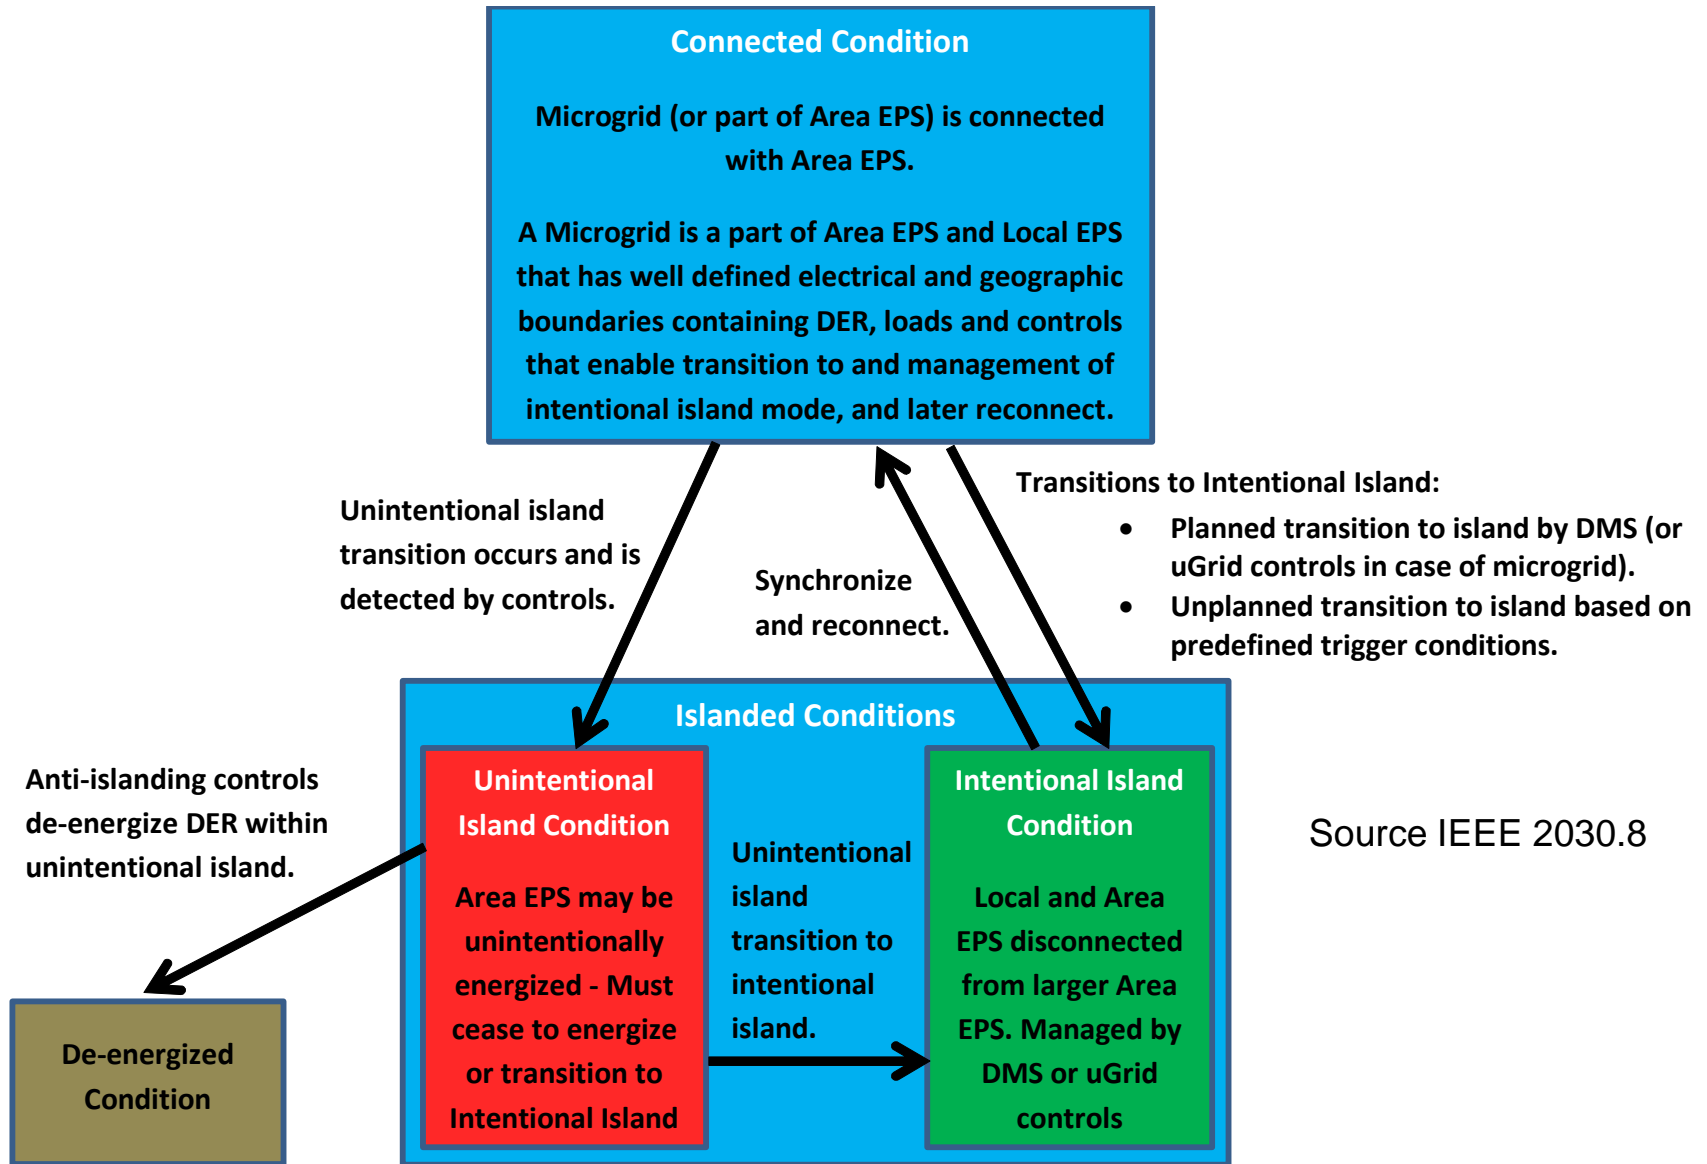 Connected Condition
Microgrid (or part of Area EPS) is connected
with Area EPS.
A Microgrid is a part of Area EPS and Local EPS
that has well defined electrical and geographic
boundaries containing DER, loads and controls
that enable transition to and management of
intentional island mode, and later reconnect.
Unintentional island
transition occurs and is
detected by controls.
Synchronize
and reconnect.
Transitions to Intentional Island:
• Planned transition to island by DMS (or
uGrid controls in case of microgrid).
• Unplanned transition to island based on
predefined trigger conditions.
Islanded Conditions
Anti-islanding controls
de-energize DER within
unintentional island.
Unintentional
Island Condition
Area EPS may be
unintentionally
energized - Must
cease to energize
or transition to
Intentional Island
Unintentional
island
transition to
intentional
island.
Intentional Island
Condition
Local and Area
EPS disconnected
from larger Area
EPS. Managed by
DMS or uGrid
controls
Source IEEE 2030.8
De-energized
Condition